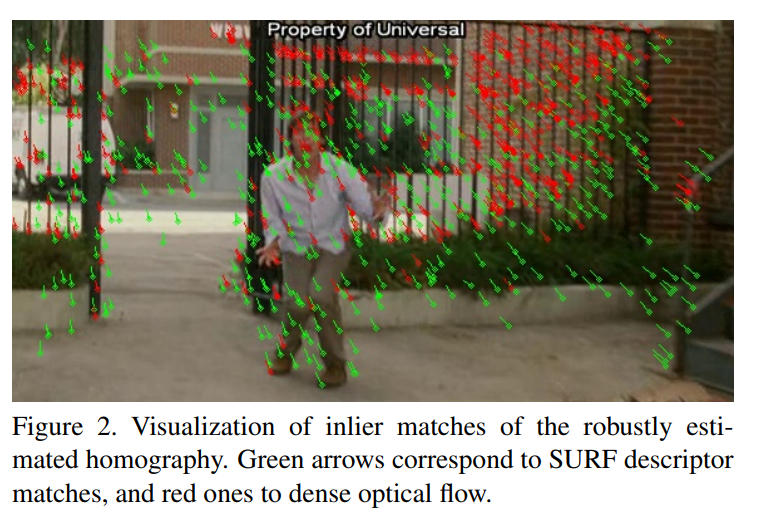 Property of Universal
Figure 2. Visualization of inlier matches of the robustly esti-
mated homography. Green arrows correspond to SURF descriptor
matches, and red ones to dense optical flow.